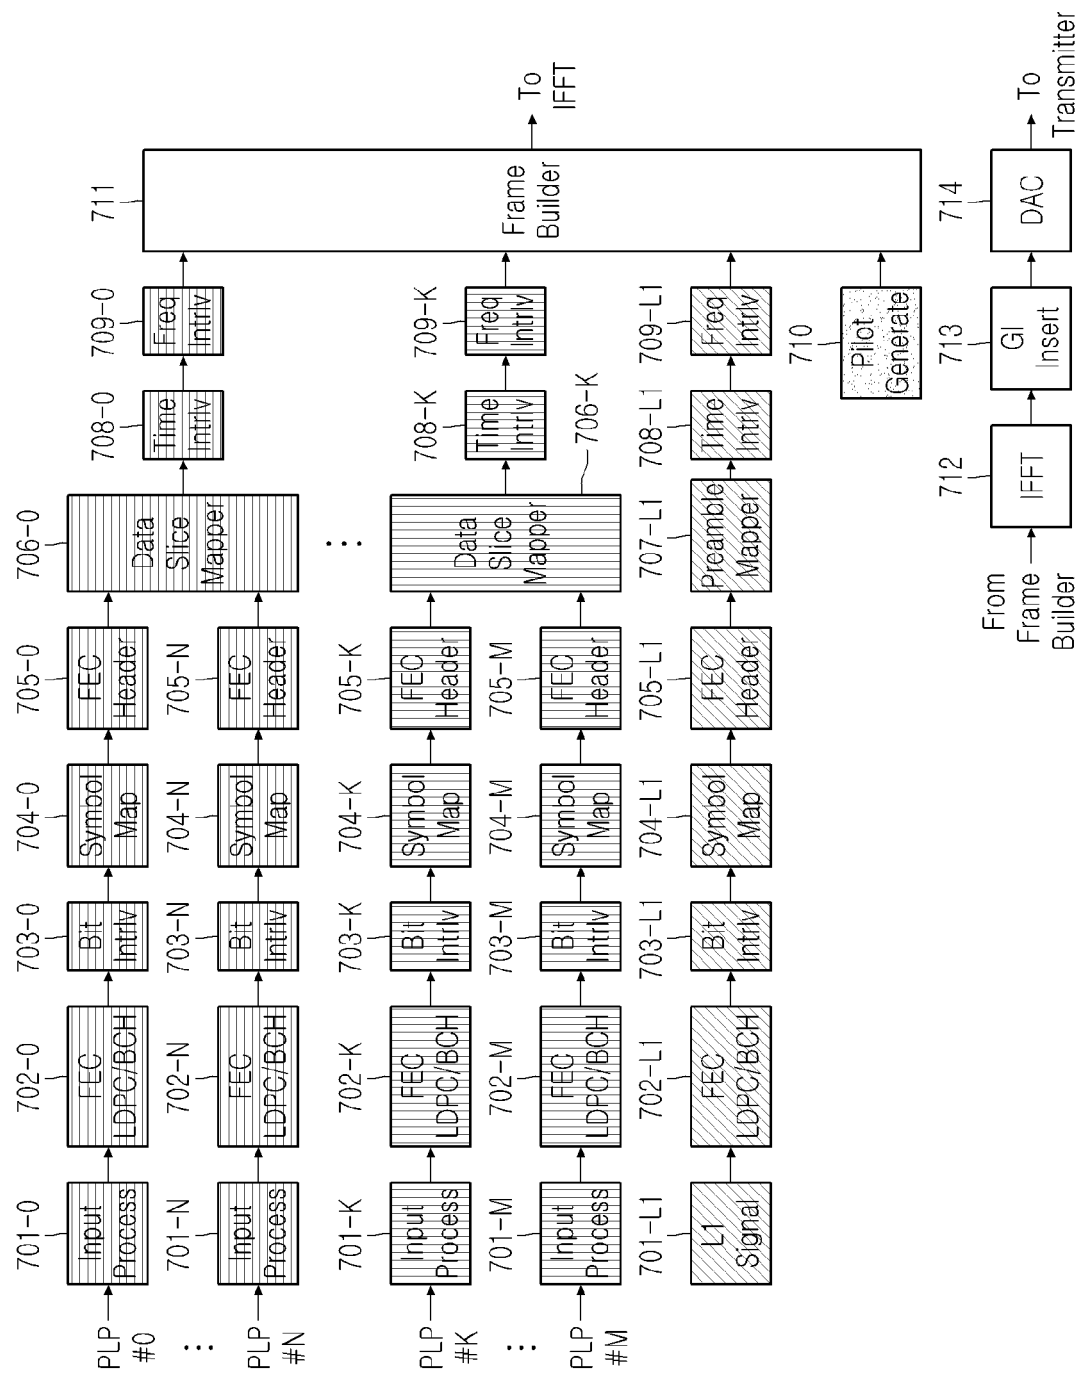 PLP
#0
701-0
Input
Process
702-0
FEC
LDPC/BCH
703-0
Bit
Intrlv
704-0
Symbol
Map
705-0
FEC
Header
706-0
Data
Slice
Mapper
708-0
Time
Intrlv
709-0
Freq
Intrlv
711
Frame
Builder
To
IFFT
PLP
#N
701-N
Input
Process
702-N
FEC
LDPC/BCH
703-N
Bit
Intrlv
704-N
Symbol
Map
705-N
FEC
Header
PLP
#K
701-K
Input
Process
702-K
FEC
LDPC/BCH
703-K
Bit
Intrlv
704-K
Symbol
Map
705-K
FEC
Header
Data
Slice
Mapper
706-K
708-K
Time
Intrlv
709-K
Freq
Intrlv
PLP
#M
701-M
Input
Process
702-M
FEC
LDPC/BCH
703-M
Bit
Intrlv
704-M
Symbol
Map
705-M
FEC
Header
701-L1
L1
Signal
702-L1
FEC
LDPC/BCH
703-L1
Bit
Intrlv
704-L1
Symbol
Map
705-L1
FEC
Header
707-L1
Preamble
Mapper
708-L1
Time
Intrlv
709-L1
Freq
Intrlv
710
Pilot
Generate
From
Frame
Builder
712
IFFT
713
GI
Insert
714
DAC
To
Transmitter